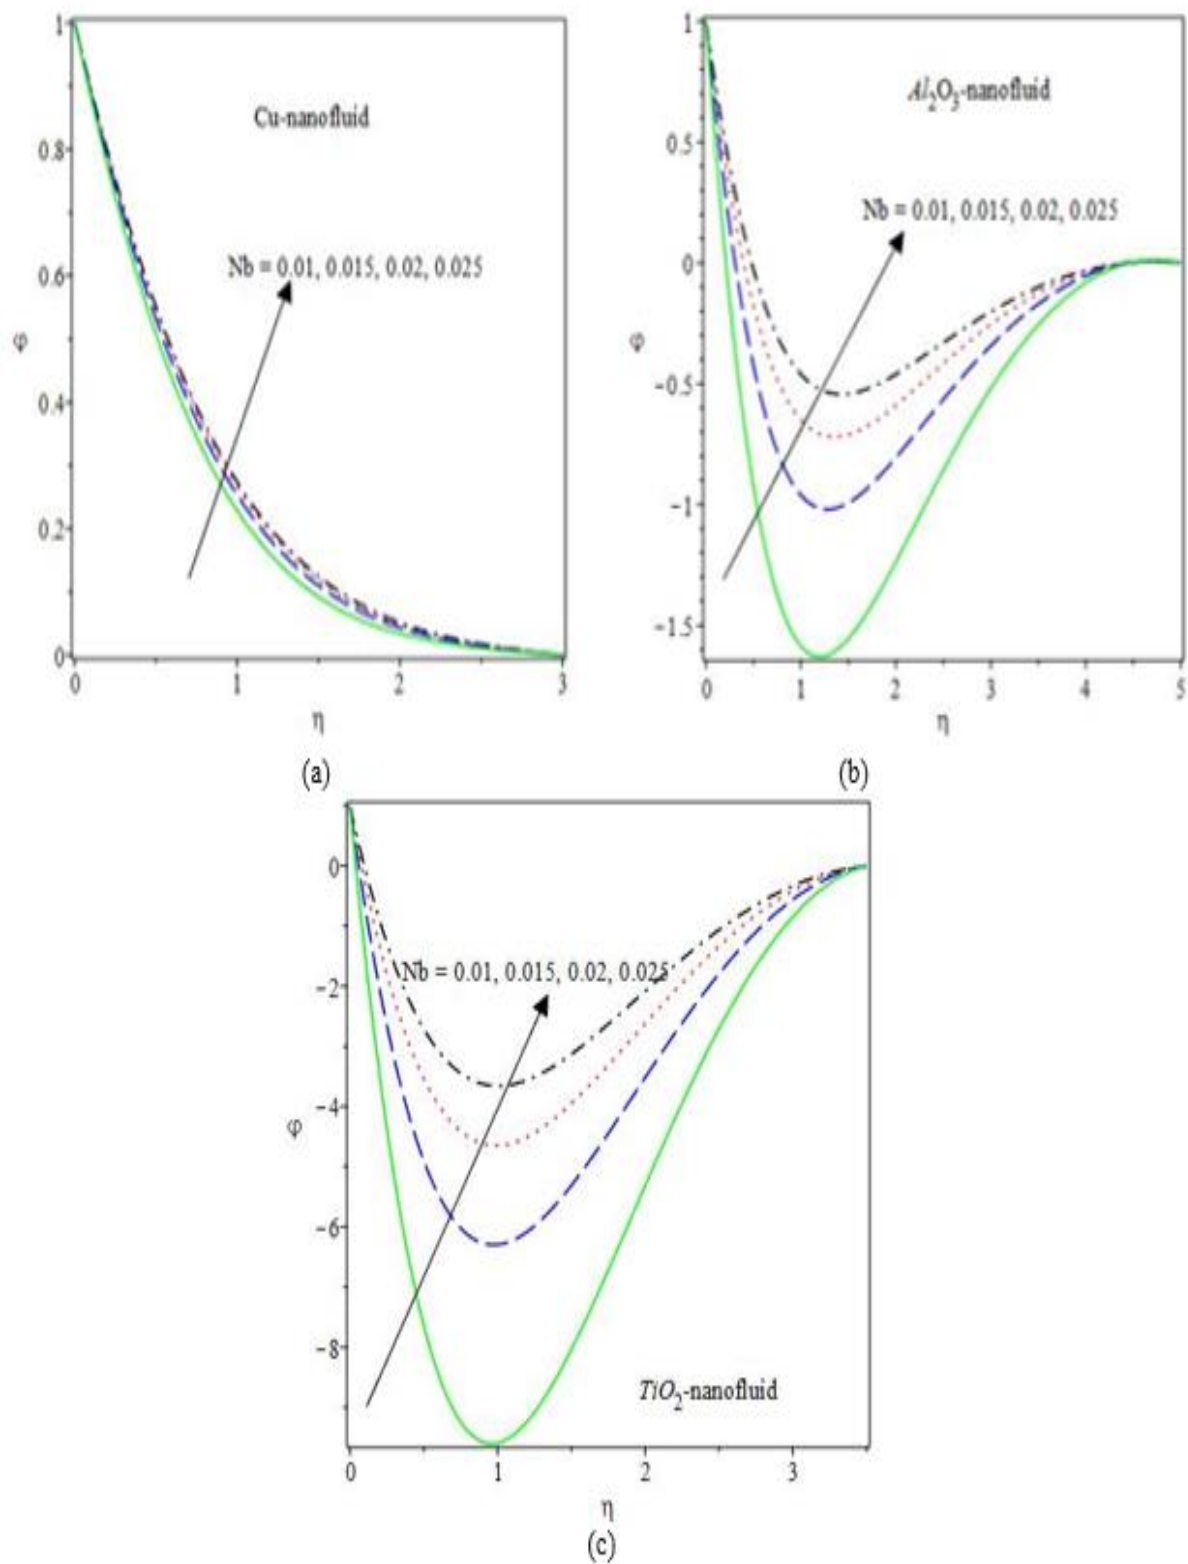 1
0.8
0.6
0.4
0.2
0
0
1
2
3
φ
η
Cu-nanofluid
Nb = 0.01, 0.015, 0.02, 0.025
(a)
1
0.5
0
-0.5
-1
-1.5
0
1
2
3
4
5
φ
η
Al2O3-nanofluid
Nb = 0.01, 0.015, 0.02, 0.025
(b)
0
-2
-4
-6
-8
0
1
2
3
φ
η
Nb = 0.01, 0.015, 0.02, 0.025
TiO2-nanofluid
(c)